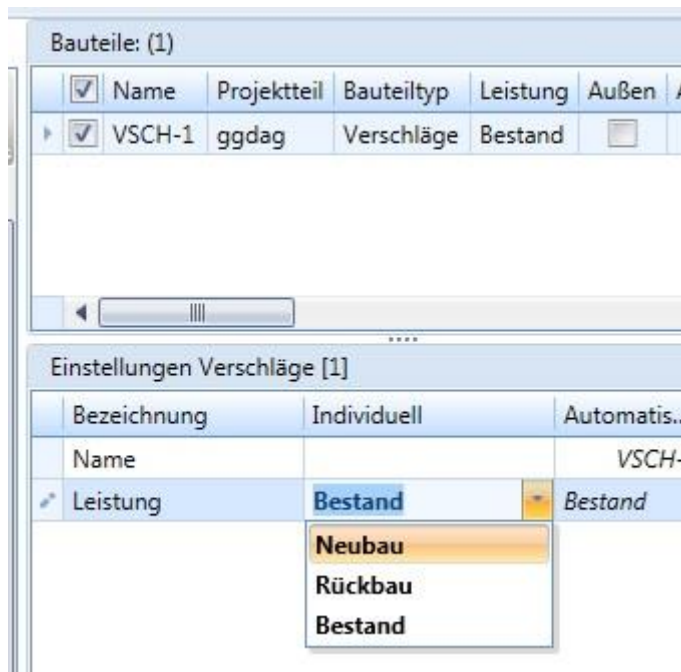 Bauteile: (1)
Name Projektteil Bauteiltyp Leistung Außen
VSCH-1 ggdag Verschläge Bestand
Einstellungen Verschläge [1]
Bezeichnung Individuell Automatis..
Name VSCH-
Leistung Bestand Bestand
Neubau
Rückbau
Bestand